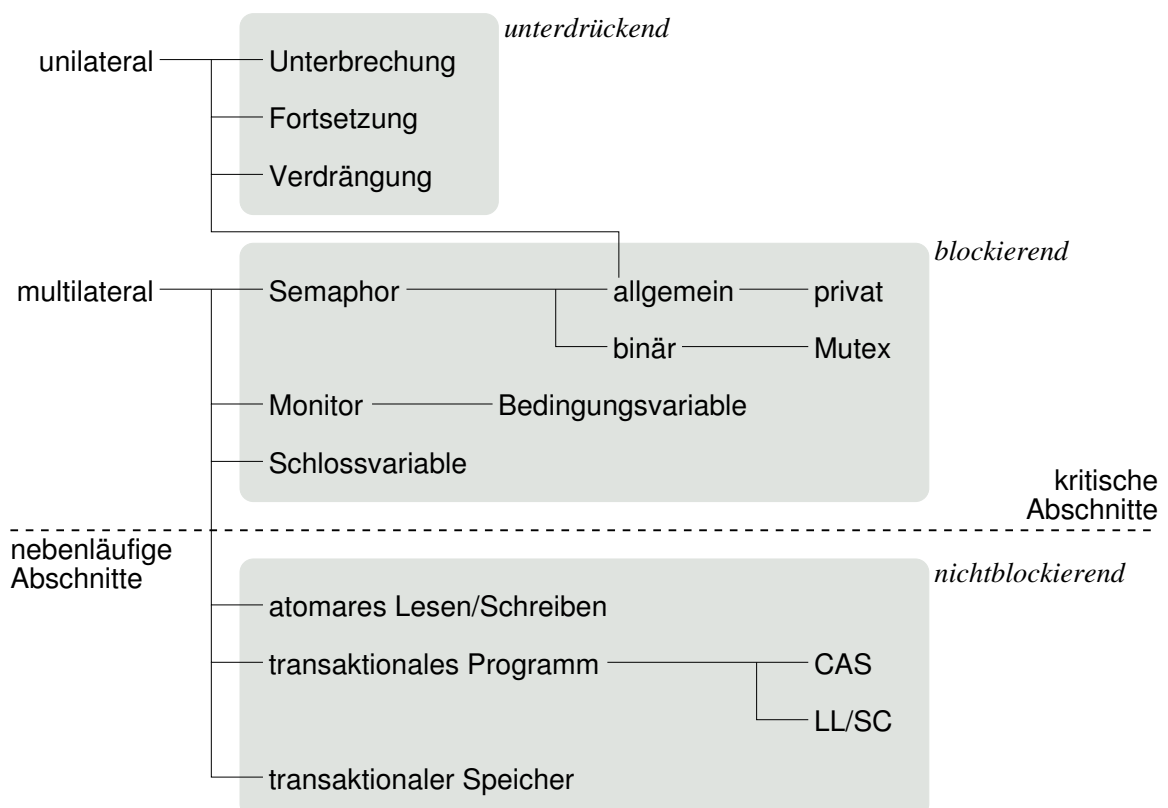 unterdrückend
unilateral
Unterbrechung
Fortsetzung
Verdrängung
blockierend
multilateral
Semaphor
allgemein
privat
binär
Mutex
Monitor
Bedingungsvariable
Schlossvariable
kritische
Abschnitte
nebenläufige
Abschnitte
nichtblockierend
atomares Lesen/Schreiben
transaktionales Programm
CAS
LL/SC
transaktionaler Speicher